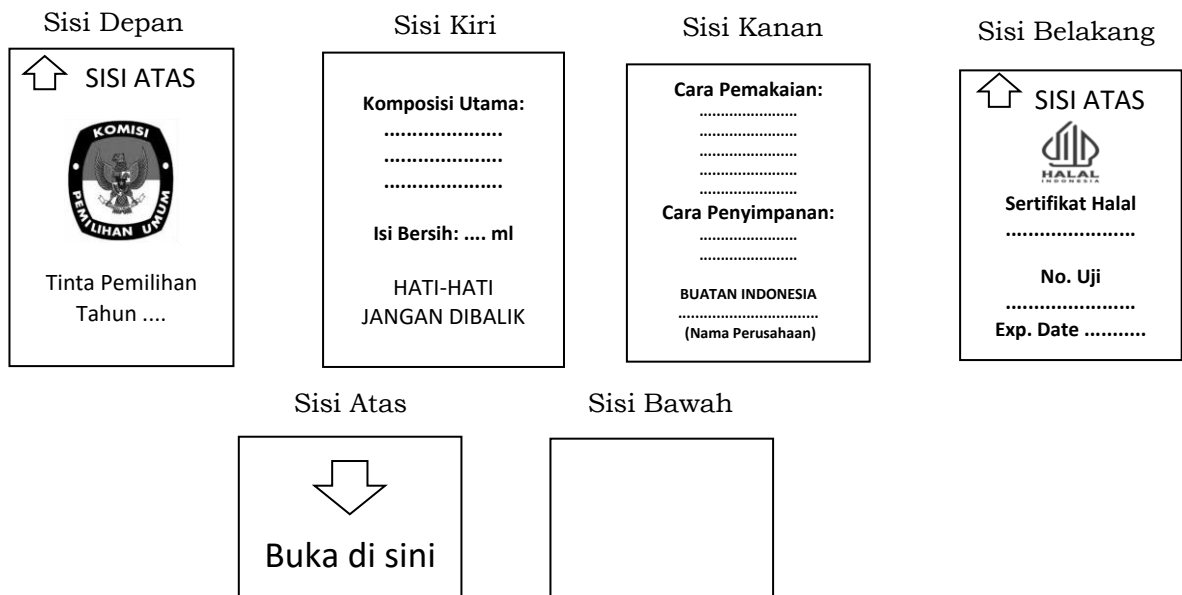 Sisi Depan
SISI ATAS
KOMISI
PEMILIHAN UMUM
Tinta Pemilihan
Tahun ....
Sisi Kiri
Komposisi Utama:
.....................
.....................
.....................
Isi Bersih: .... ml
HATI-HATI
JANGAN DIBALIK
Sisi Kanan
Cara Pemakaian:
.......................
.......................
.......................
.......................
.......................
Cara Penyimpanan:
.......................
.......................
BUATAN INDONESIA
.................................
(Nama Perusahaan)
Sisi Belakang
SISI ATAS
HALAL
INDONESIA
Sertifikat Halal
.......................
No. Uji
.......................
Exp. Date ...........
Sisi Atas
Buka di sini
Sisi Bawah